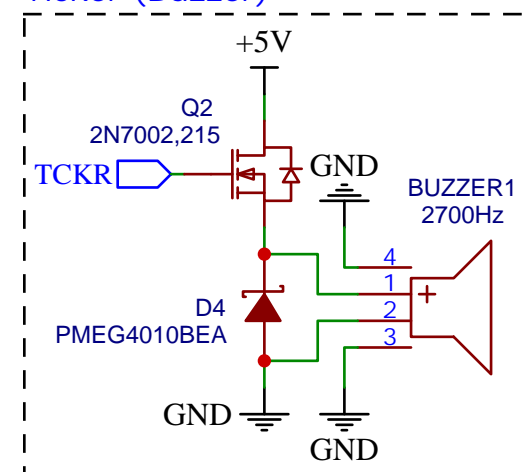 +5V
Q2
2N7002,215
TCKR
GND
BUZZER1
2700Hz
4
1
+
2
3
D4
PMEG4010BEA
GND
GND